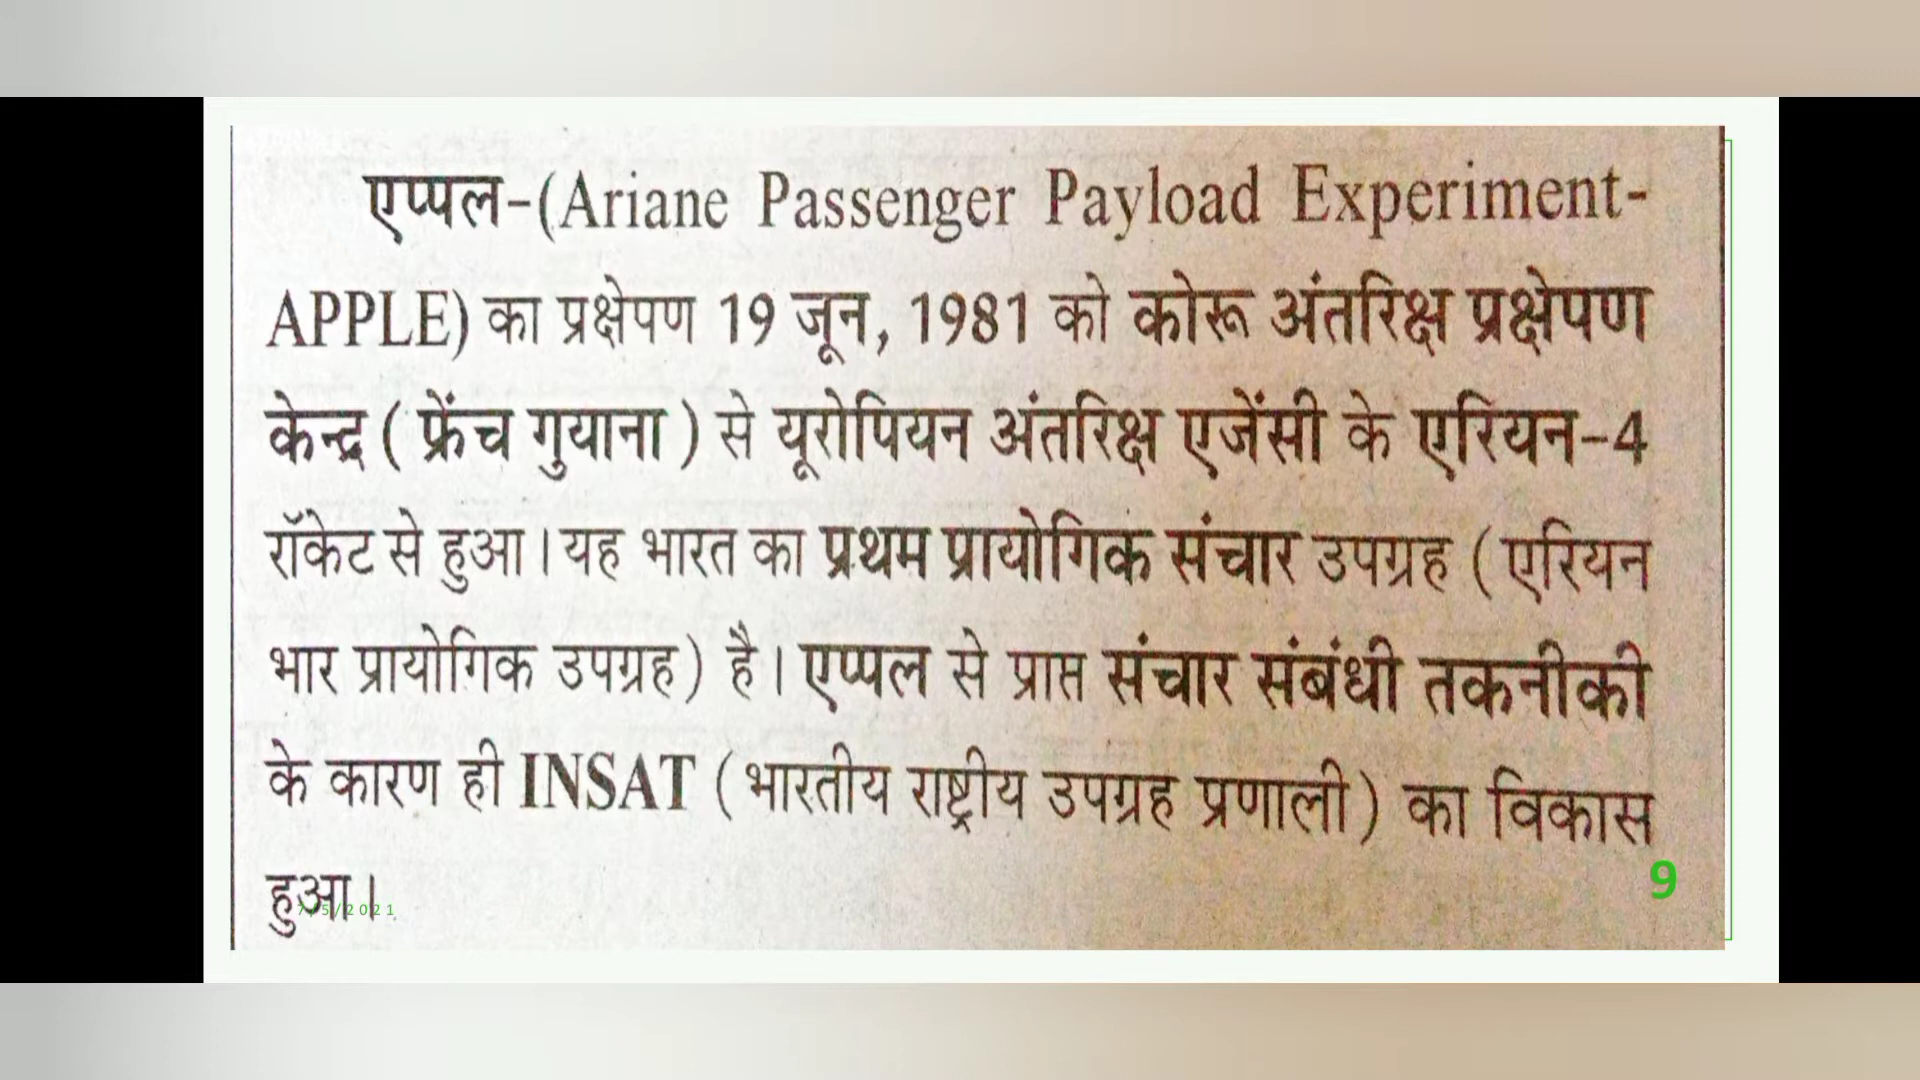 एप्पल-(Ariane Passenger Payload Experiment-
APPLE) का प्रक्षेपण 19 जून, 1981 को कोरू अंतरिक्ष प्रक्षेपण
केन्द्र ( फ्रेंच गुयाना ) से यूरोपियन अंतरिक्ष एजेंसी के एरियन-4
रॉकेट से हुआ। यह भारत का प्रथम प्रायोगिक संचार उपग्रह ( एरियन
भार प्रायोगिक उपग्रह) है। एप्पल से प्राप्त संचार संबंधी तकनीकी
के कारण ही INSAT ( भारतीय राष्ट्रीय उपग्रह प्रणाली ) का विकास
हुआ।
7/5/2021
9